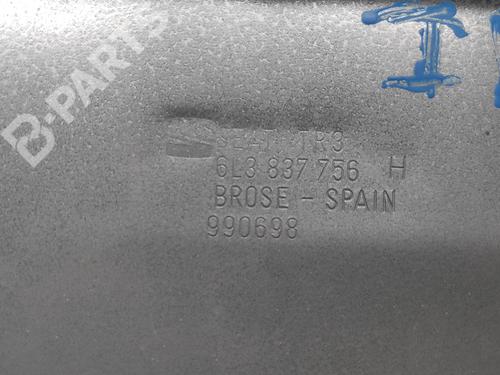 B-PARTS
I
SEAT TR3
6L3 837 756 H
BROSE - SPAIN
990698